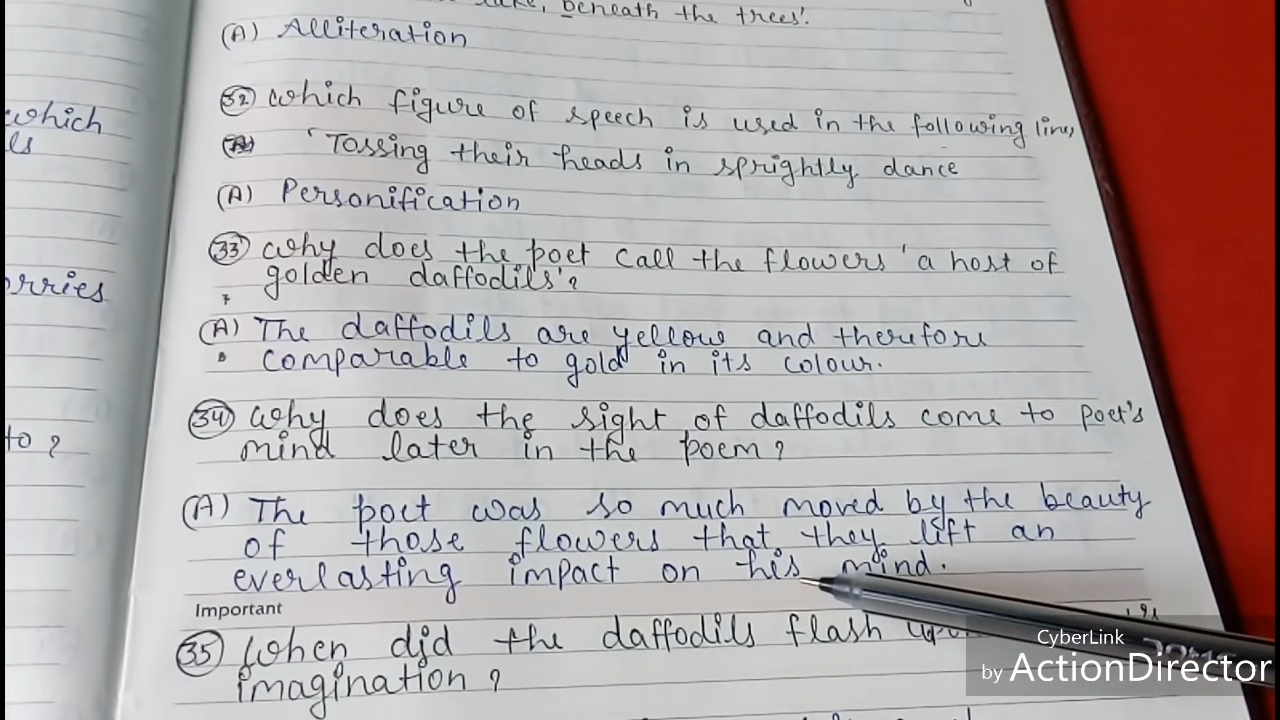 beneath the trees'.
(A) Alliteration
32 Which figure of speech is used in the following lines
'Tossing their heads in sprightly dance
(A) Personification
33 Why does the poet call the flowers 'a host of
golden daffodils'?
(A) The daffodils are yellow and therefore
comparable to gold in its colour.
34 Why does the sight of daffodils come to poet's
mind later in the poem?
(A) The poet was so much moved by the beauty
of those flowers that they lift an
everlasting impact on his mind.
Important
35 When did the daffodils flash
imagination?
which
to?
CyberLink
by ActionDirector